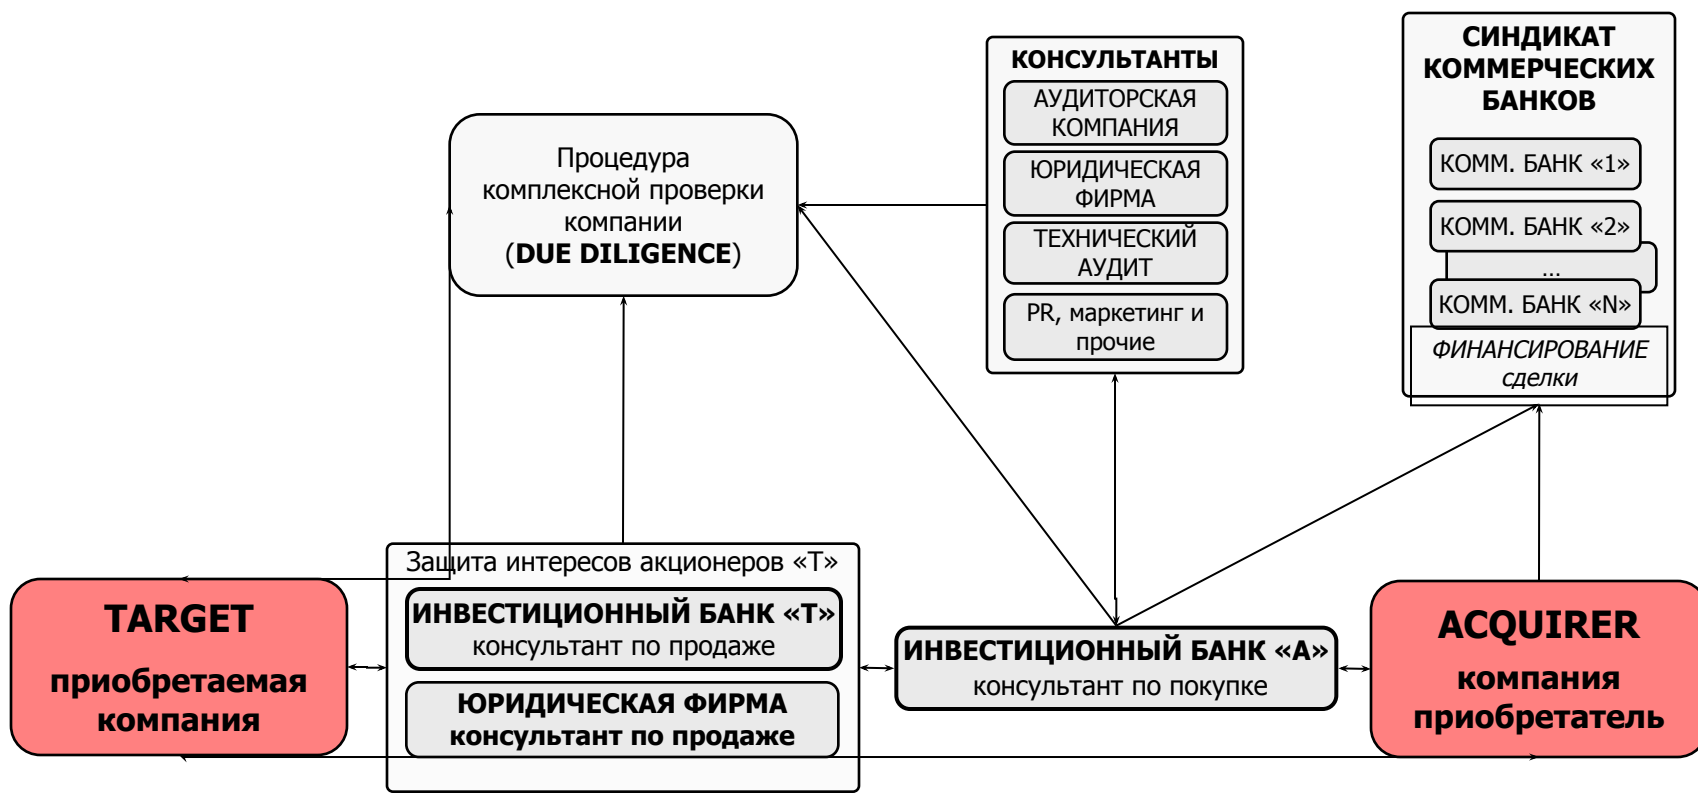 СИНДИКАТ
КОММЕРЧЕСКИХ
БАНКОВ
КОММ. БАНК «1»
КОММ. БАНК «2»
...
КОММ. БАНК «N»
ФИНАНСИРОВАНИЕ
сделки
КОНСУЛЬТАНТЫ
АУДИТОРСКАЯ
КОМПАНИЯ
ЮРИДИЧЕСКАЯ
ФИРМА
ТЕХНИЧЕСКИЙ
АУДИТ
PR, маркетинг и
прочие
Процедура
комплексной проверки
компании
(DUE DILIGENCE)
Защита интересов акционеров «Т»
ИНВЕСТИЦИОННЫЙ БАНК «Т»
консультант по продаже
ЮРИДИЧЕСКАЯ ФИРМА
консультант по продаже
TARGET
приобретаемая
компания
ИНВЕСТИЦИОННЫЙ БАНК «А»
консультант по покупке
ACQUIRER
компания
приобретатель